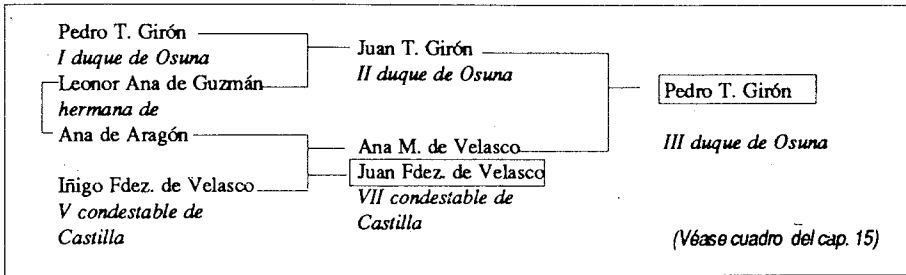 Pedro T. Girón
I duque de Osuna
Leonor Ana de Guzmán
hermana de
Ana de Aragón
Iñigo Fdez. de Velasco
V condestable de
Castilla
Juan T. Girón
II duque de Osuna
Ana M. de Velasco
Juan Fdez. de Velasco
VII condestable de
Castilla
Pedro T. Girón
III duque de Osuna
(Véase cuadro del cap. 15)